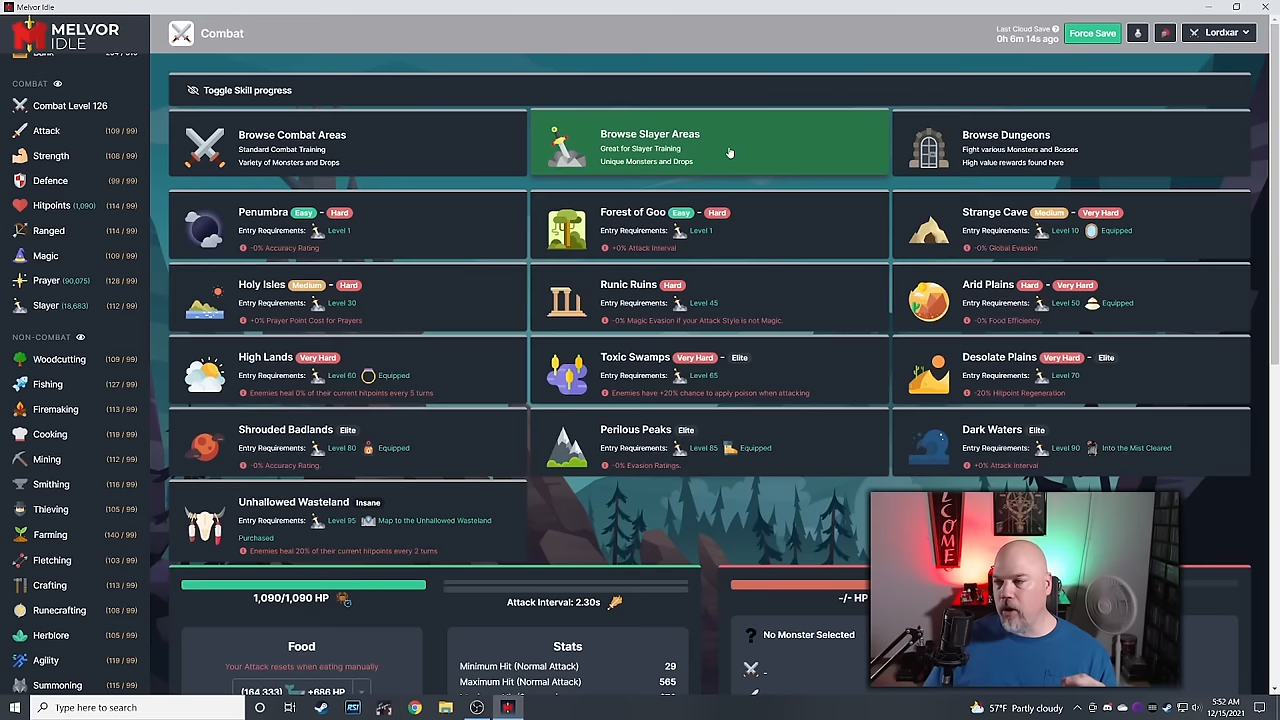 Melvor Idle
MELVOR
IDLE
Combat
Last Cloud Save
0h 6m 14s ago
Force Save
Lordxar
COMBAT
Combat Level 126
Attack (109 / 99)
Strength (108 / 99)
Defence (99 / 99)
Hitpoints (1,090) (114 / 99)
Ranged (114 / 99)
Magic (109 / 99)
Prayer (90,075) (128 / 99)
Slayer (18,683) (112 / 99)
NON-COMBAT
Woodcutting (109 / 99)
Fishing (127 / 99)
Firemaking (113 / 99)
Cooking (119 / 99)
Mining (112 / 99)
Smithing (116 / 99)
Thieving (105 / 99)
Farming (140 / 99)
Fletching (113 / 99)
Crafting (113 / 99)
Runecrafting (108 / 99)
Herblore (105 / 99)
Agility (119 / 99)
Summoning (115 / 99)
Toggle Skill progress
Browse Combat Areas
Standard Combat Training
Variety of Monsters and Drops
Browse Slayer Areas
Great for Slayer Training
Unique Monsters and Drops
Browse Dungeons
Fight various Monsters and Bosses
High value rewards found here
Penumbra Easy - Hard
Entry Requirements: Level 1
-0% Accuracy Rating
Forest of Goo Easy - Hard
Entry Requirements: Level 1
+0% Attack Interval
Strange Cave Medium - Very Hard
Entry Requirements: Level 10 Equipped
-0% Global Evasion
Holy Isles Medium - Hard
Entry Requirements: Level 30
+0% Prayer Point Cost for Prayers
Runic Ruins Hard
Entry Requirements: Level 45
-0% Magic Evasion if your Attack Style is not Magic.
Arid Plains Hard - Very Hard
Entry Requirements: Level 50 Equipped
-0% Food Efficiency.
High Lands Very Hard
Entry Requirements: Level 60 Equipped
Enemies heal 0% of their current hitpoints every 5 turns
Toxic Swamps Very Hard - Elite
Entry Requirements: Level 65
Enemies have +20% chance to apply poison when attacking
Desolate Plains Very Hard - Elite
Entry Requirements: Level 70
-20% Hitpoint Regeneration
Shrouded Badlands Elite
Entry Requirements: Level 80 Equipped
-0% Accuracy Rating.
Perilous Peaks Elite
Entry Requirements: Level 85 Equipped
-0% Evasion Ratings.
Dark Waters Elite
Entry Requirements: Level 90 Into the Mist Cleared
+0% Attack Interval
Unhallowed Wasteland Insane
Entry Requirements: Level 95 Map to the Unhallowed Wasteland
Purchased
Enemies heal 20% of their current hitpoints every 2 turns
1,090/1,090 HP
Attack Interval: 2.30s
-/- HP
Food
Your Attack resets when eating manually
(164,333) +686 HP
Stats
Minimum Hit (Normal Attack) 29
Maximum Hit (Normal Attack) 565
? No Monster Selected
-
LCOME
Type here to search
RSI
57°F Partly cloudy
5:52 AM
12/15/2021